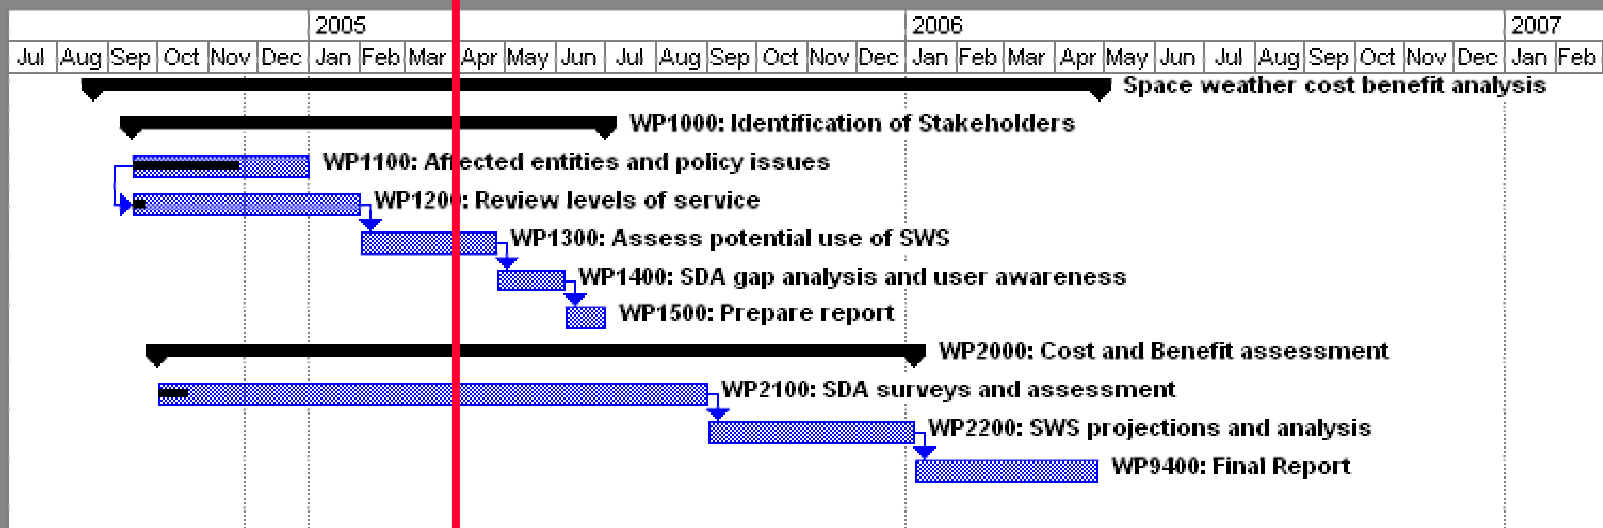 2005 2006 2007
Jul Aug Sep Oct Nov Dec Jan Feb Mar Apr May Jun Jul Aug Sep Oct Nov Dec Jan Feb Mar Apr May Jun Jul Aug Sep Oct Nov Dec Jan Feb
Space weather cost benefit analysis
WP1000: Identification of Stakeholders
WP1100: Affected entities and policy issues
WP1200: Review levels of service
WP1300: Assess potential use of SWS
WP1400: SDA gap analysis and user awareness
WP1500: Prepare report
WP2000: Cost and Benefit assessment
WP2100: SDA surveys and assessment
WP2200: SWS projections and analysis
WP9400: Final Report